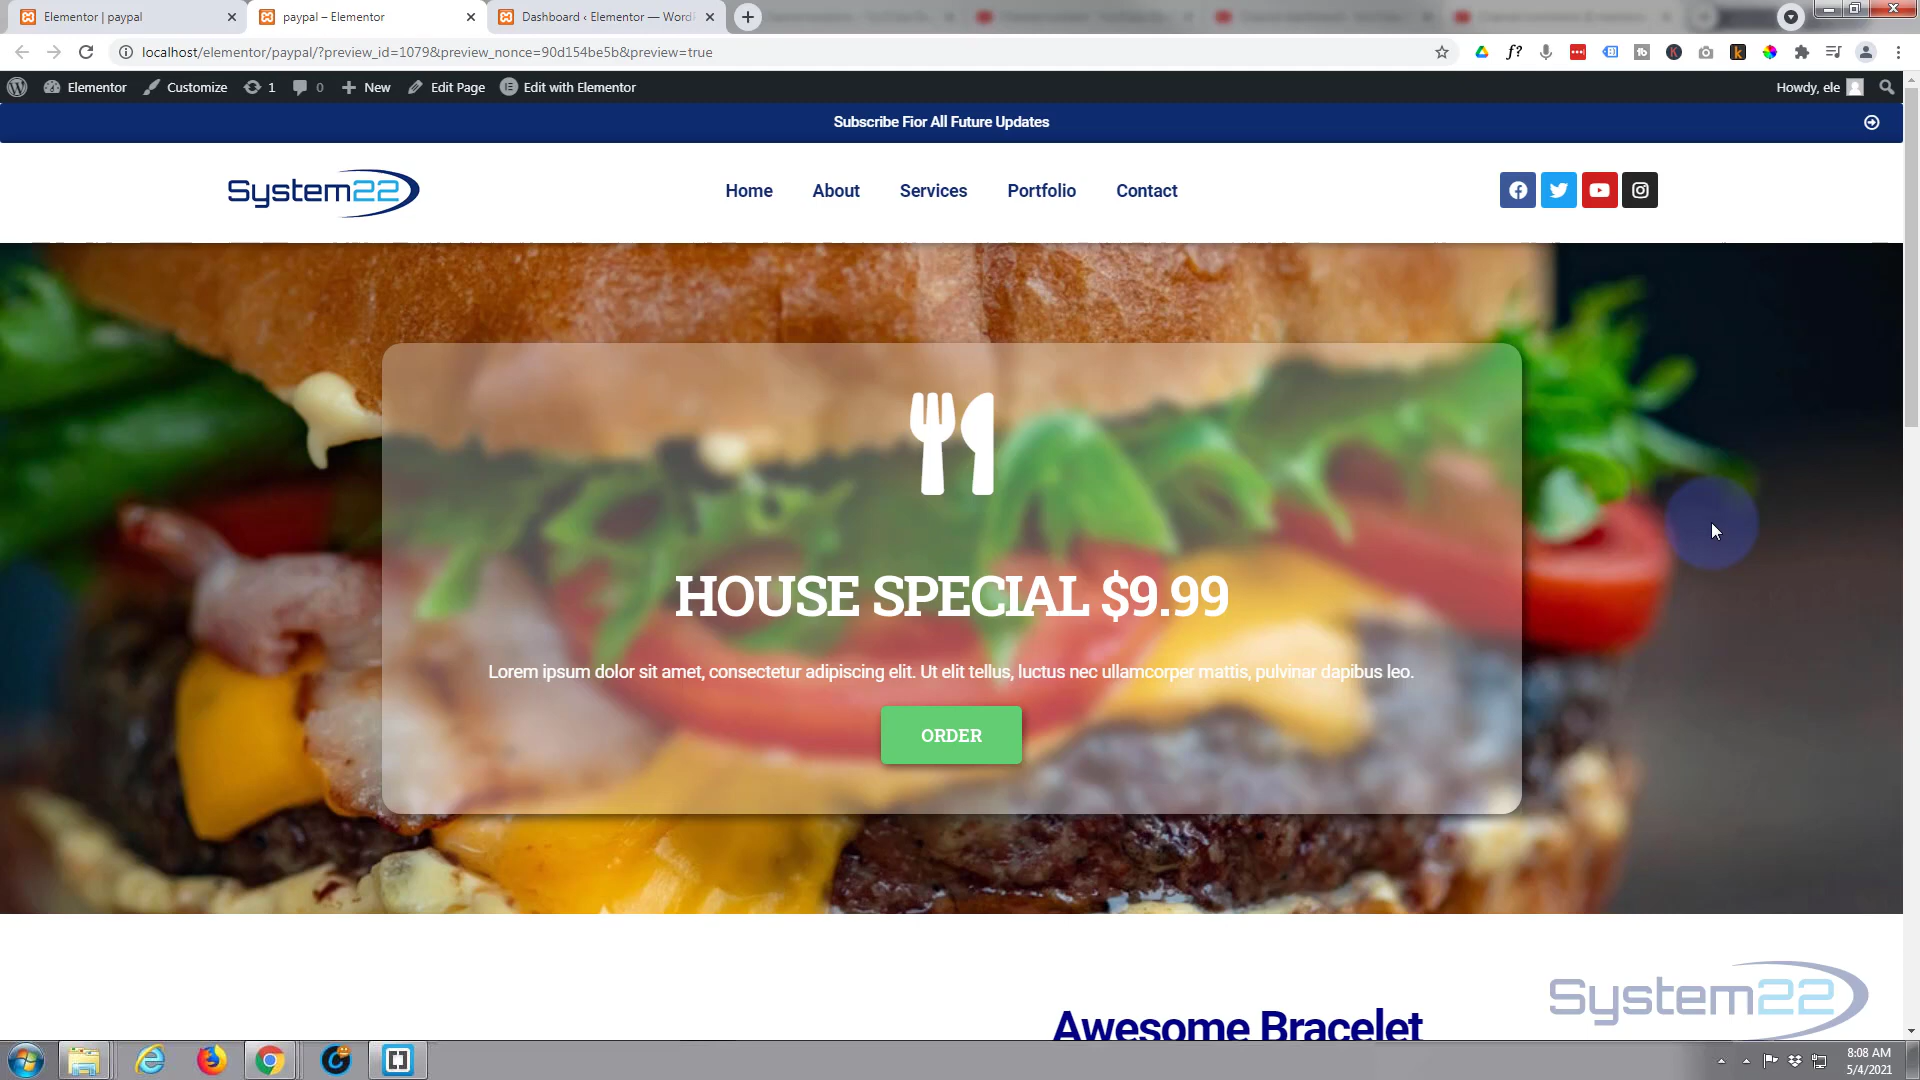 Elementor | paypal
paypal – Elementor
Dashboard ‹ Elementor — Word
localhost/elementor/paypal/?preview_id=1079&preview_nonce=90d154be5b&preview=true
Elementor Customize 1 0 New Edit Page Edit with Elementor Howdy, ele
Subscribe Fior All Future Updates
System22
Home About Services Portfolio Contact
HOUSE SPECIAL $9.99
Lorem ipsum dolor sit amet, consectetur adipiscing elit. Ut elit tellus, luctus nec ullamcorper mattis, pulvinar dapibus leo.
ORDER
System22
Awesome Bracelet
8:08 AM
5/4/2021